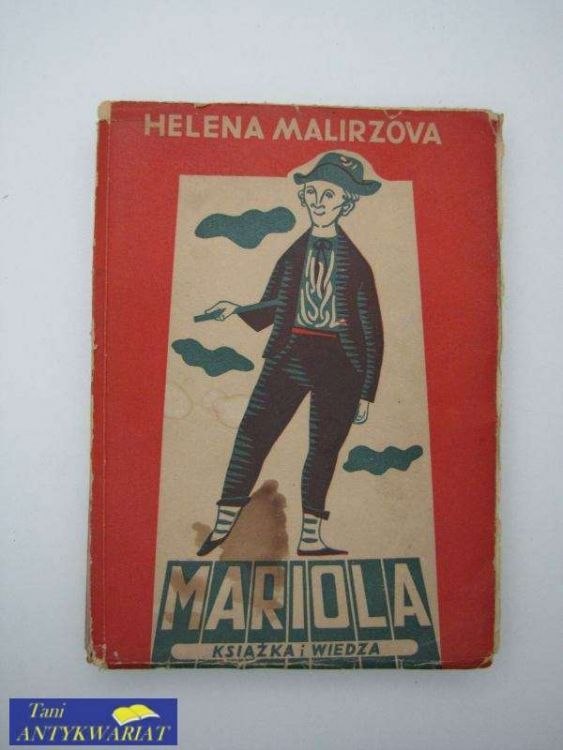 HELENA MALIRZOVA
MARIOLA
KSIĄŻKA i WIEDZA
Tani
ANTYKWARIAT